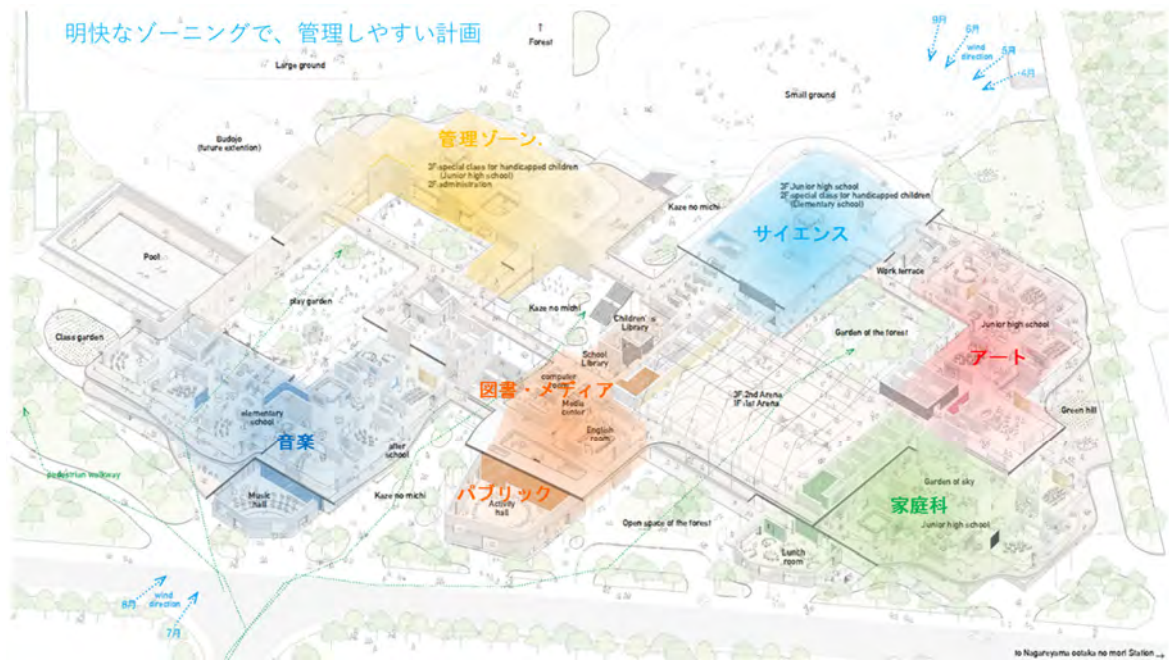 明快なゾーニングで、管理しやすい計画
↑
Forest
Large ground
9月
6月
wind
direction
5月
4月
Small ground
Budojo
(future extention)
管理ゾーン.
3F:special class for handicapped children
(Junior high school)
2F:administration
Kaze no michi
3F:Junior high school
2F:special class for handicapped children
(Elementary school)
サイエンス
Pool
Work terrace
play garden
Kaze no michi
Children's
Library
Class garden
Garden of the forest
Junior high school
アート
School
Library
computer
room
図書・メディア
Media
center
3F:2nd Arena
1F:1st Arena
elementary
school
English
room
Green hill
音楽
after
school
pedestrian walkway
Garden of sky
Music
hall
Kaze no michi
パブリック
Activity
hall
家庭科
Open space of the forest
Junior high school
Lunch
room
8月
wind
direction
7月
to Nagareyama ootaka no mori Station →